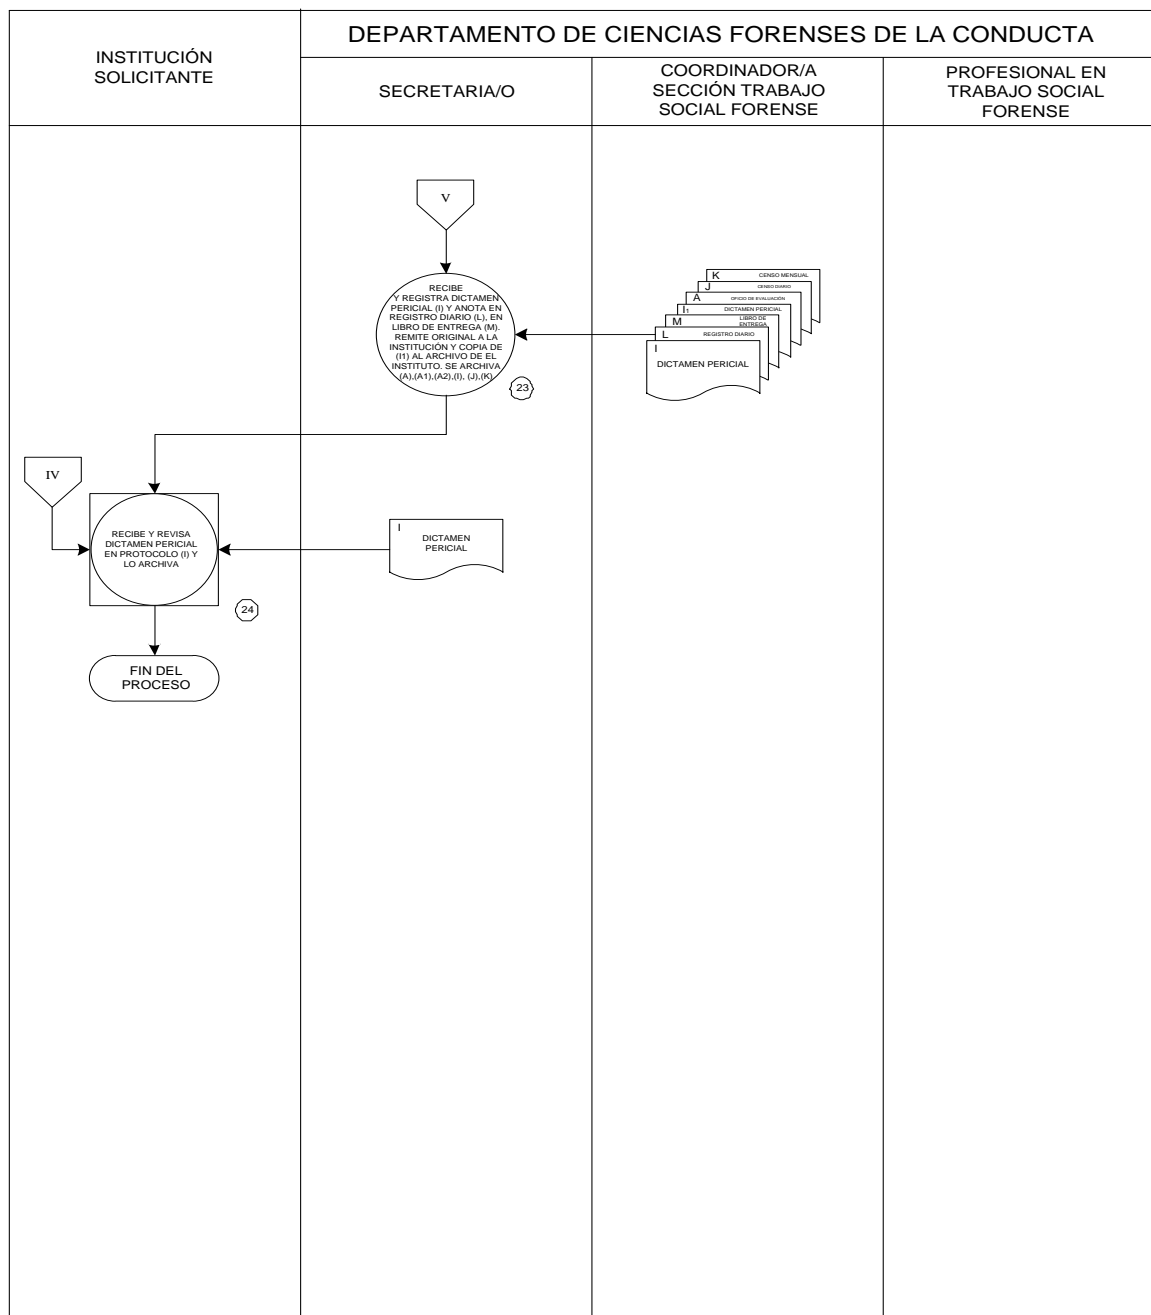 DEPARTAMENTO DE CIENCIAS FORENSES DE LA CONDUCTA
INSTITUCIÓN
SOLICITANTE
SECRETARIA/O
COORDINADOR/A
SECCIÓN TRABAJO
SOCIAL FORENSE
PROFESIONAL EN
TRABAJO SOCIAL
FORENSE
V
RECIBE
Y REGISTRA DICTAMEN
PERICIAL (I) Y ANOTA EN
REGISTRO DIARIO (L), EN
LIBRO DE ENTREGA (M).
REMITE ORIGINAL A LA
INSTITUCIÓN Y COPIA DE
(I1) AL ARCHIVO DE EL
INSTITUTO. SE ARCHIVA
(A),(A1),(A2),(I), (J),(K)
23
K CENSO MENSUAL
J CENSO DIARIO
A OFICIO DE EVALUACIÓN
I1 DICTAMEN PERICIAL
M LIBRO DE
ENTREGA
L REGISTRO DIARIO
I
DICTAMEN PERICIAL
IV
RECIBE Y REVISA
DICTAMEN PERICIAL
EN PROTOCOLO (I) Y
LO ARCHIVA
24
I
DICTAMEN
PERICIAL
FIN DEL
PROCESO